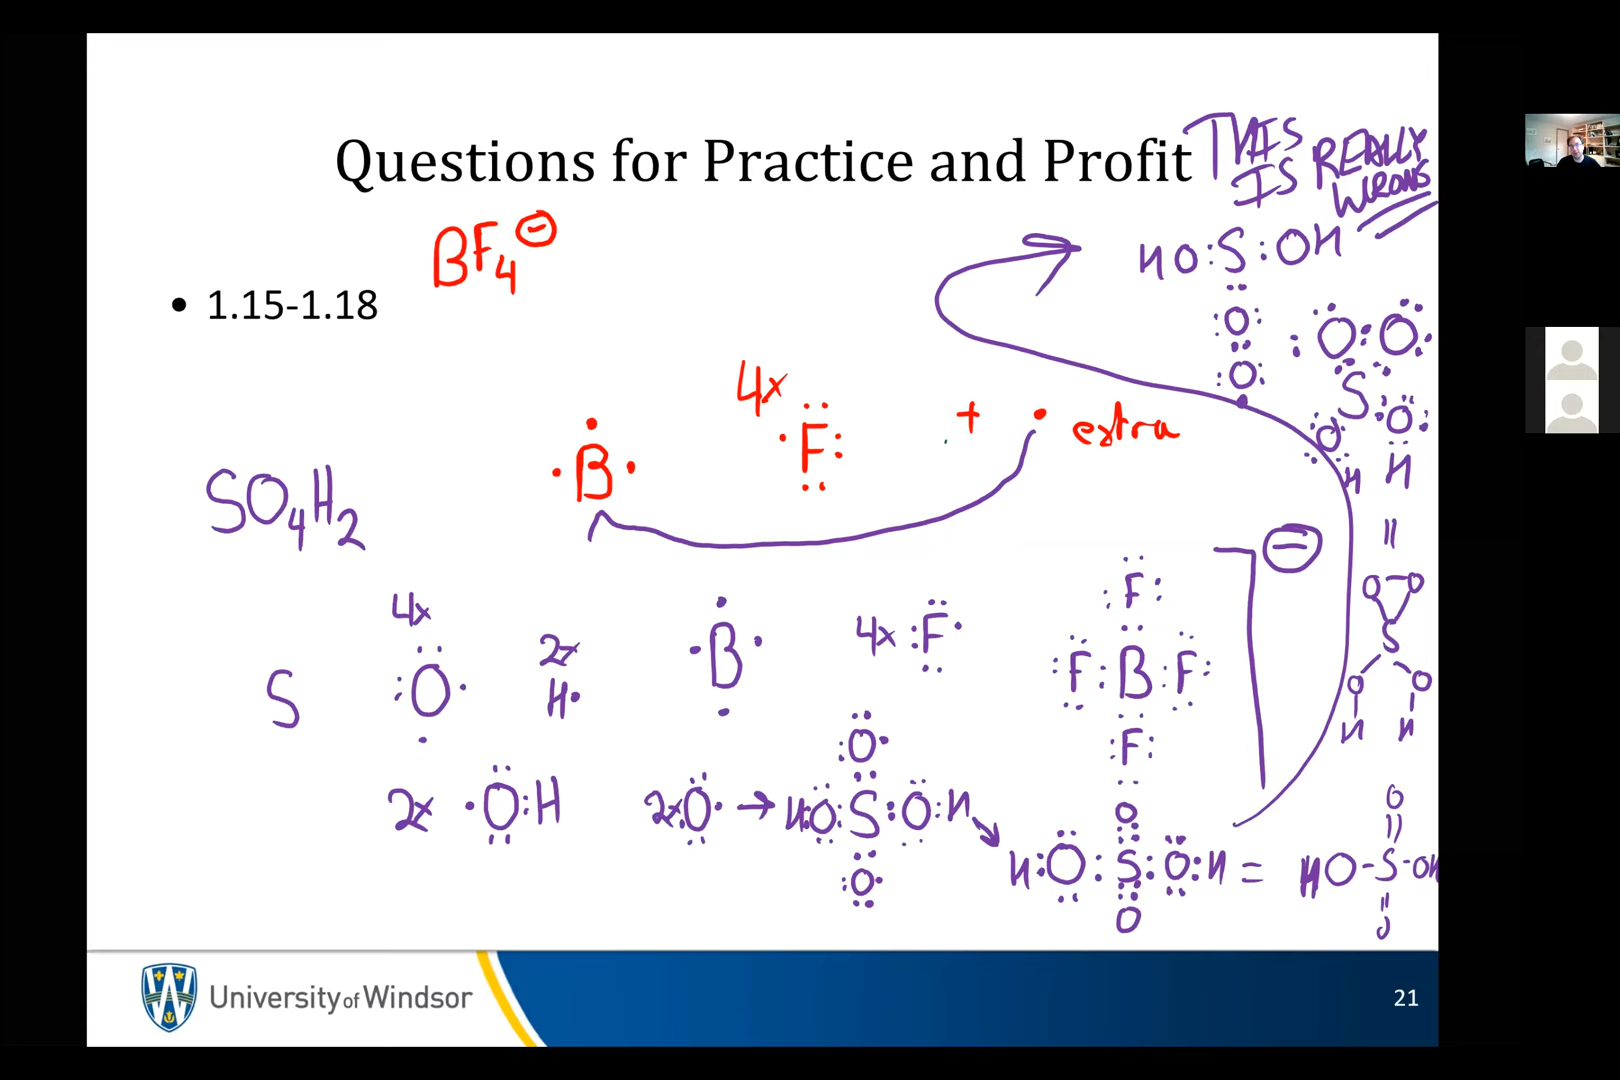 Questions for Practice and Profit
THIS IS REALLY WRONG
BF4⊖
• 1.15-1.18
HO:S:OH
O
O
O:O
S:O
O
H H
4x
·B·
F:
+ · extra
SO4H2
=
⊖
O-O
S
O O
H H
4x
2x
S
:O·
H·
·B·
4x :F·
:F:
:F:B:F:
:F:
2x ·O:H
2x O· →
:O·
HO:S:O:H
:O·
O
H:O:S:O:H =
O
O
HO-S-OH
O
University of Windsor
21